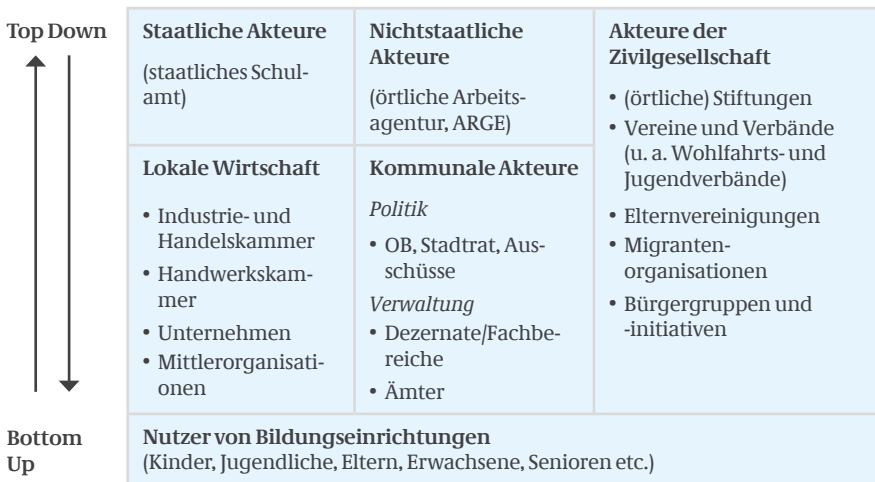 Top Down
Staatliche Akteure
(staatliches Schul-
amt)
Nichtstaatliche
Akteure
(örtliche Arbeits-
agentur, ARGE)
Akteure der
Zivilgesellschaft
• (örtliche) Stiftungen
• Vereine und Verbände
(u. a. Wohlfahrts- und
Jugendverbände)
• Elternvereinigungen
• Migranten-
organisationen
• Bürgergruppen und
-initiativen
Lokale Wirtschaft
• Industrie- und
Handelskammer
• Handwerkskam-
mer
• Unternehmen
• Mittlerorganisati-
onen
Kommunale Akteure
Politik
• OB, Stadtrat, Aus-
schüsse
Verwaltung
• Dezernate/Fachbe-
reiche
• Ämter
Bottom
Up
Nutzer von Bildungseinrichtungen
(Kinder, Jugendliche, Eltern, Erwachsene, Senioren etc.)